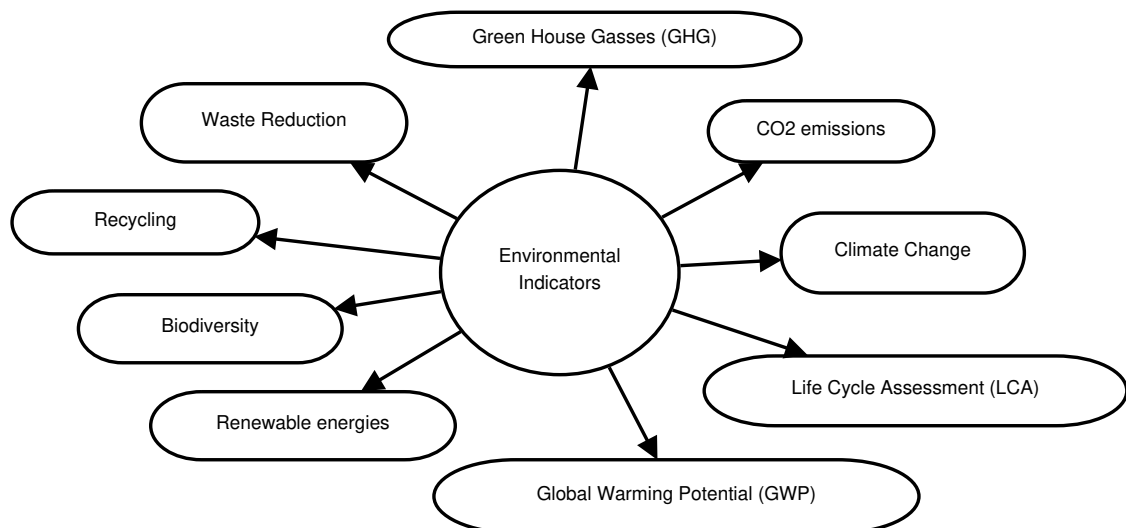 Green House Gasses (GHG)
Waste Reduction
CO2 emissions
Recycling
Environmental
Indicators
Climate Change
Biodiversity
Life Cycle Assessment (LCA)
Renewable energies
Global Warming Potential (GWP)